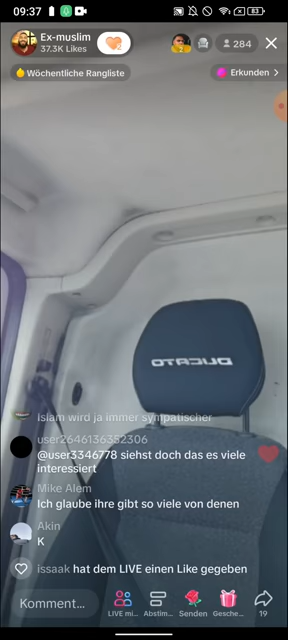 09:37
83
Ex-muslim
37.3K Likes
284
Wöchentliche Rangliste
Erkunden
DUCATO
Islam wird ja immer sympatischer
user2646136352306
@user3346778 siehst doch das es viele
interessiert
Mike Alem
Ich glaube ihre gibt so viele von denen
Akin
K
issaak hat dem LIVE einen Like gegeben
Komment...
LIVE mi...
Abstim...
Senden
Gesche...
19